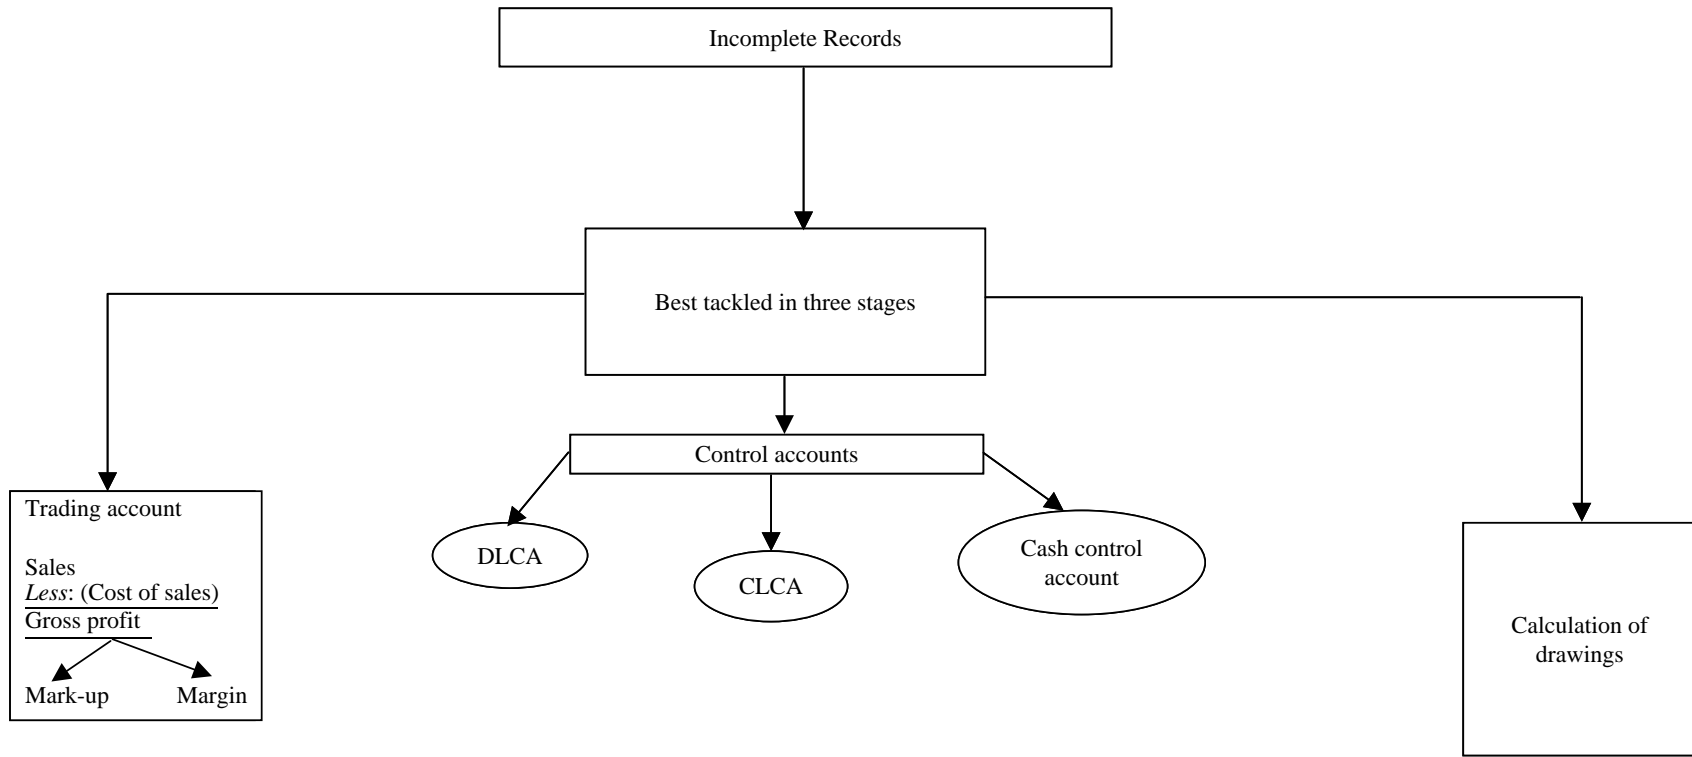 Incomplete Records
Best tackled in three stages
Control accounts
Trading account
Sales
Less: (Cost of sales)
Gross profit
Mark-up Margin
DLCA
CLCA
Cash control
account
Calculation of
drawings